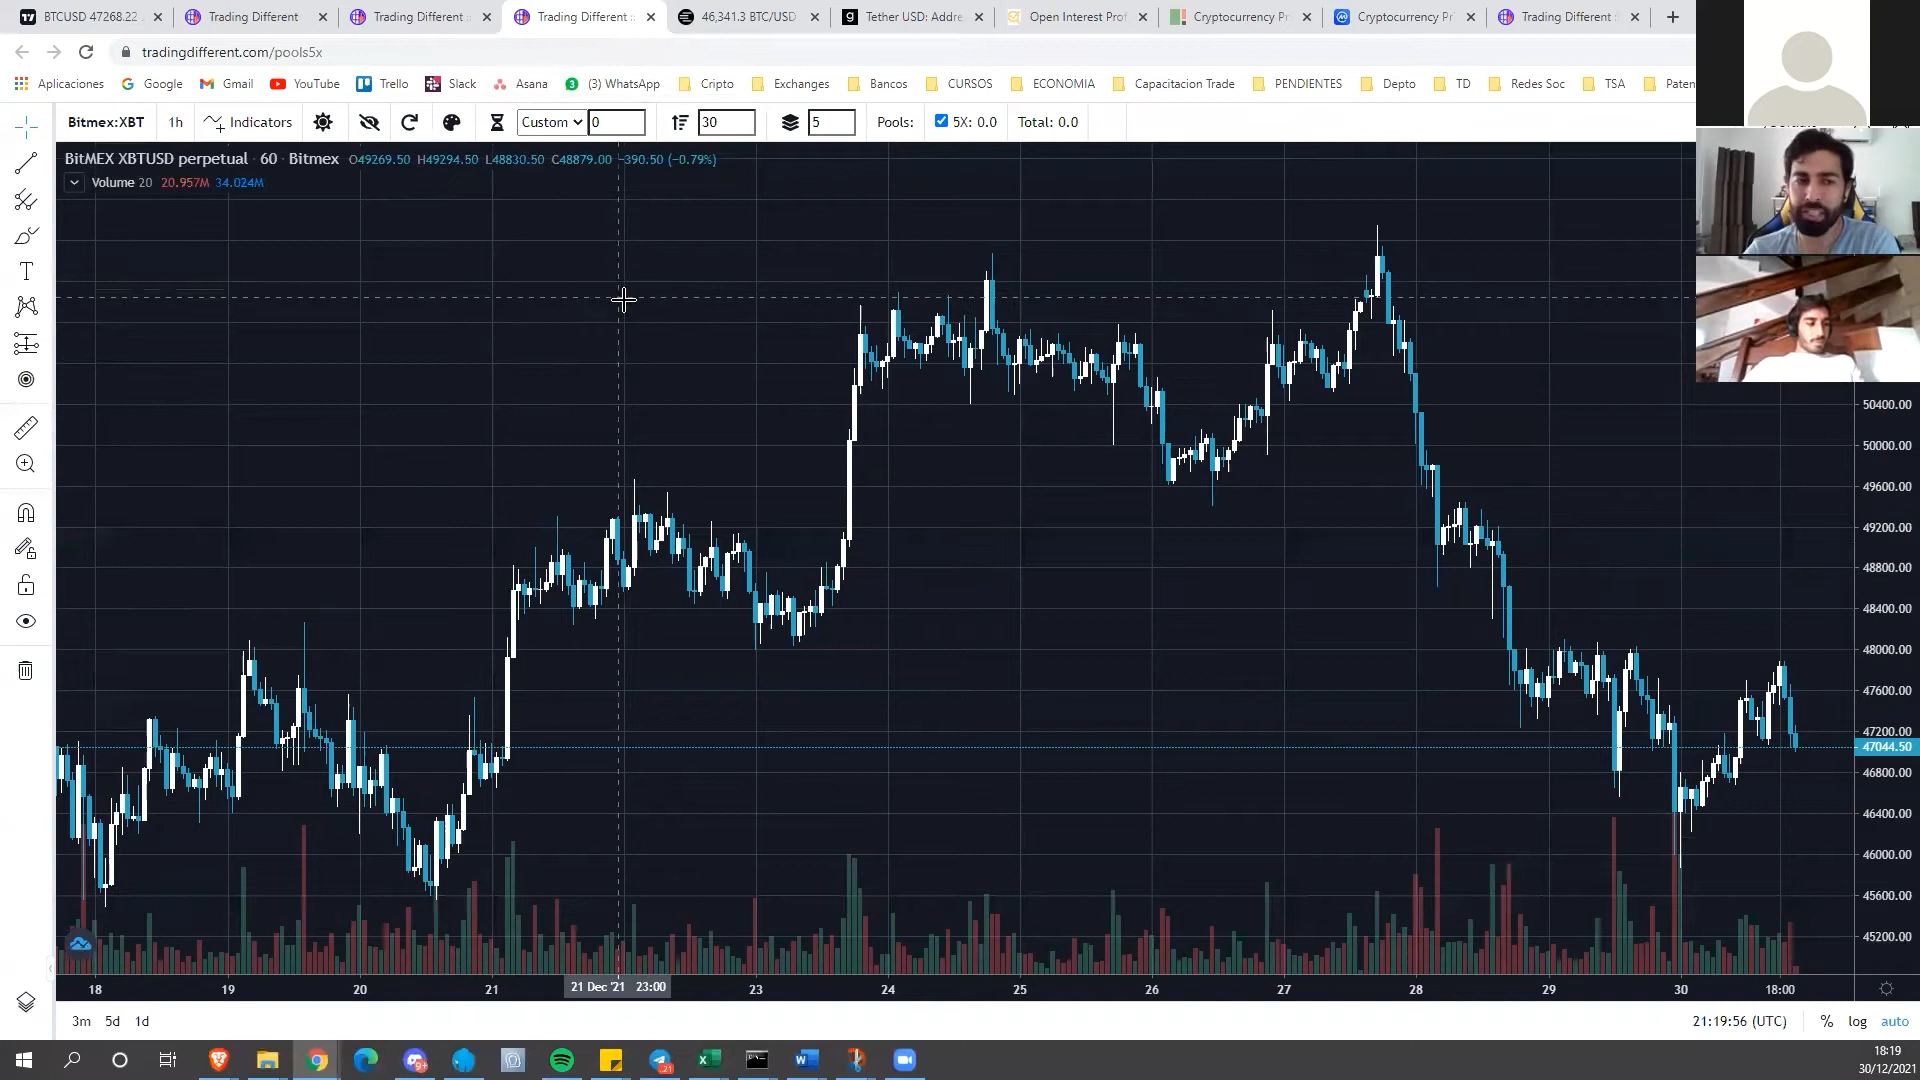 BTCUSD 47268.22
Trading Different
Trading Different :
Trading Different :
46,341.3 BTC/USD
Tether USD: Addre
Open Interest Prof
Cryptocurrency Pr
Cryptocurrency Pr
Trading Different :
tradingdifferent.com/pools5x
Aplicaciones
Google
Gmail
YouTube
Trello
Slack
Asana
(3) WhatsApp
Cripto
Exchanges
Bancos
CURSOS
ECONOMIA
Capacitacion Trade
PENDIENTES
Depto
TD
Redes Soc
TSA
Paten
Bitmex:XBT
1h
Indicators
Custom
0
30
5
Pools:
5X: 0.0
Total: 0.0
BitMEX XBTUSD perpetual · 60 · Bitmex O49269.50 H49294.50 L48830.50 C48879.00 −390.50 (−0.79%)
Volume 20 20.957M 34.024M
50400.00
50000.00
49600.00
49200.00
48800.00
48400.00
48000.00
47600.00
47200.00
47044.50
46800.00
46400.00
46000.00
45600.00
45200.00
18 19 20 21 21 Dec '21 23:00 23 24 25 26 27 28 29 30 18:00
3m 5d 1d
21:19:56 (UTC) % log auto
18:19
30/12/2021